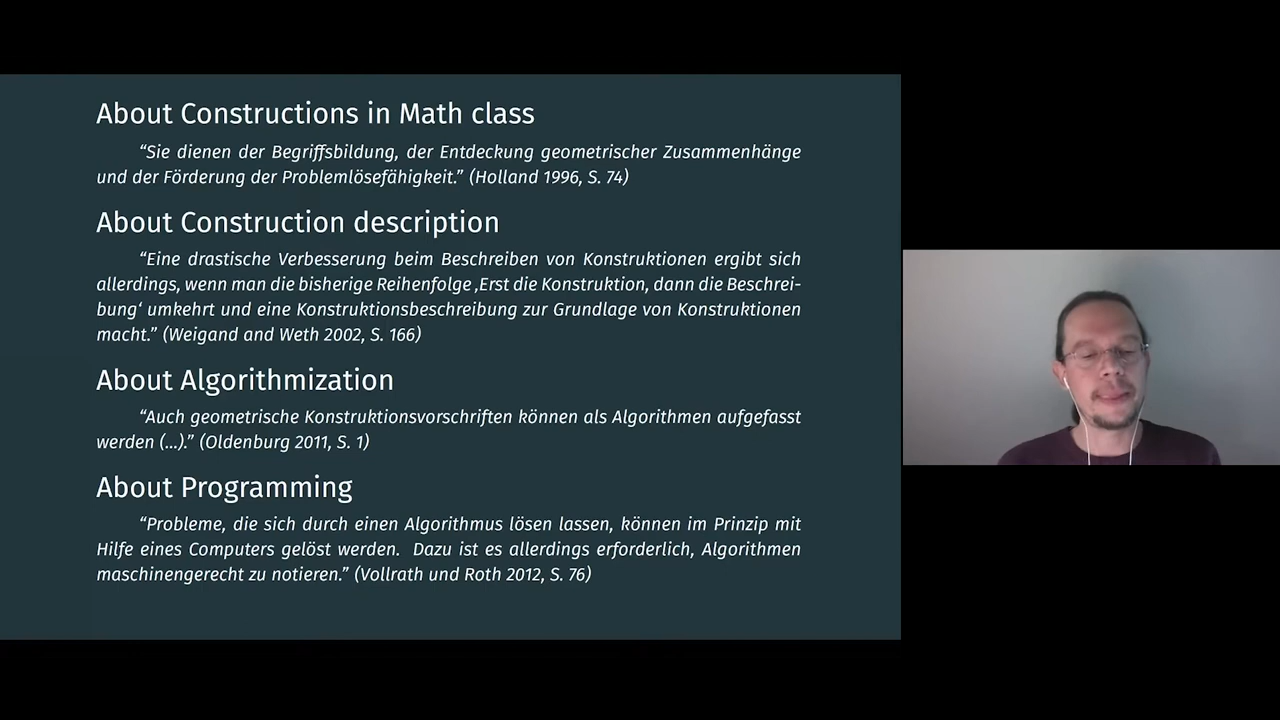 About Constructions in Math class
“Sie dienen der Begriffsbildung, der Entdeckung geometrischer Zusammenhänge
und der Förderung der Problemlösefähigkeit.” (Holland 1996, S. 74)
About Construction description
“Eine drastische Verbesserung beim Beschreiben von Konstruktionen ergibt sich
allerdings, wenn man die bisherige Reihenfolge ‚Erst die Konstruktion, dann die Beschrei-
bung‘ umkehrt und eine Konstruktionsbeschreibung zur Grundlage von Konstruktionen
macht.” (Weigand and Weth 2002, S. 166)
About Algorithmization
“Auch geometrische Konstruktionsvorschriften können als Algorithmen aufgefasst
werden (...).” (Oldenburg 2011, S. 1)
About Programming
“Probleme, die sich durch einen Algorithmus lösen lassen, können im Prinzip mit
Hilfe eines Computers gelöst werden. Dazu ist es allerdings erforderlich, Algorithmen
maschinengerecht zu notieren.” (Vollrath und Roth 2012, S. 76)